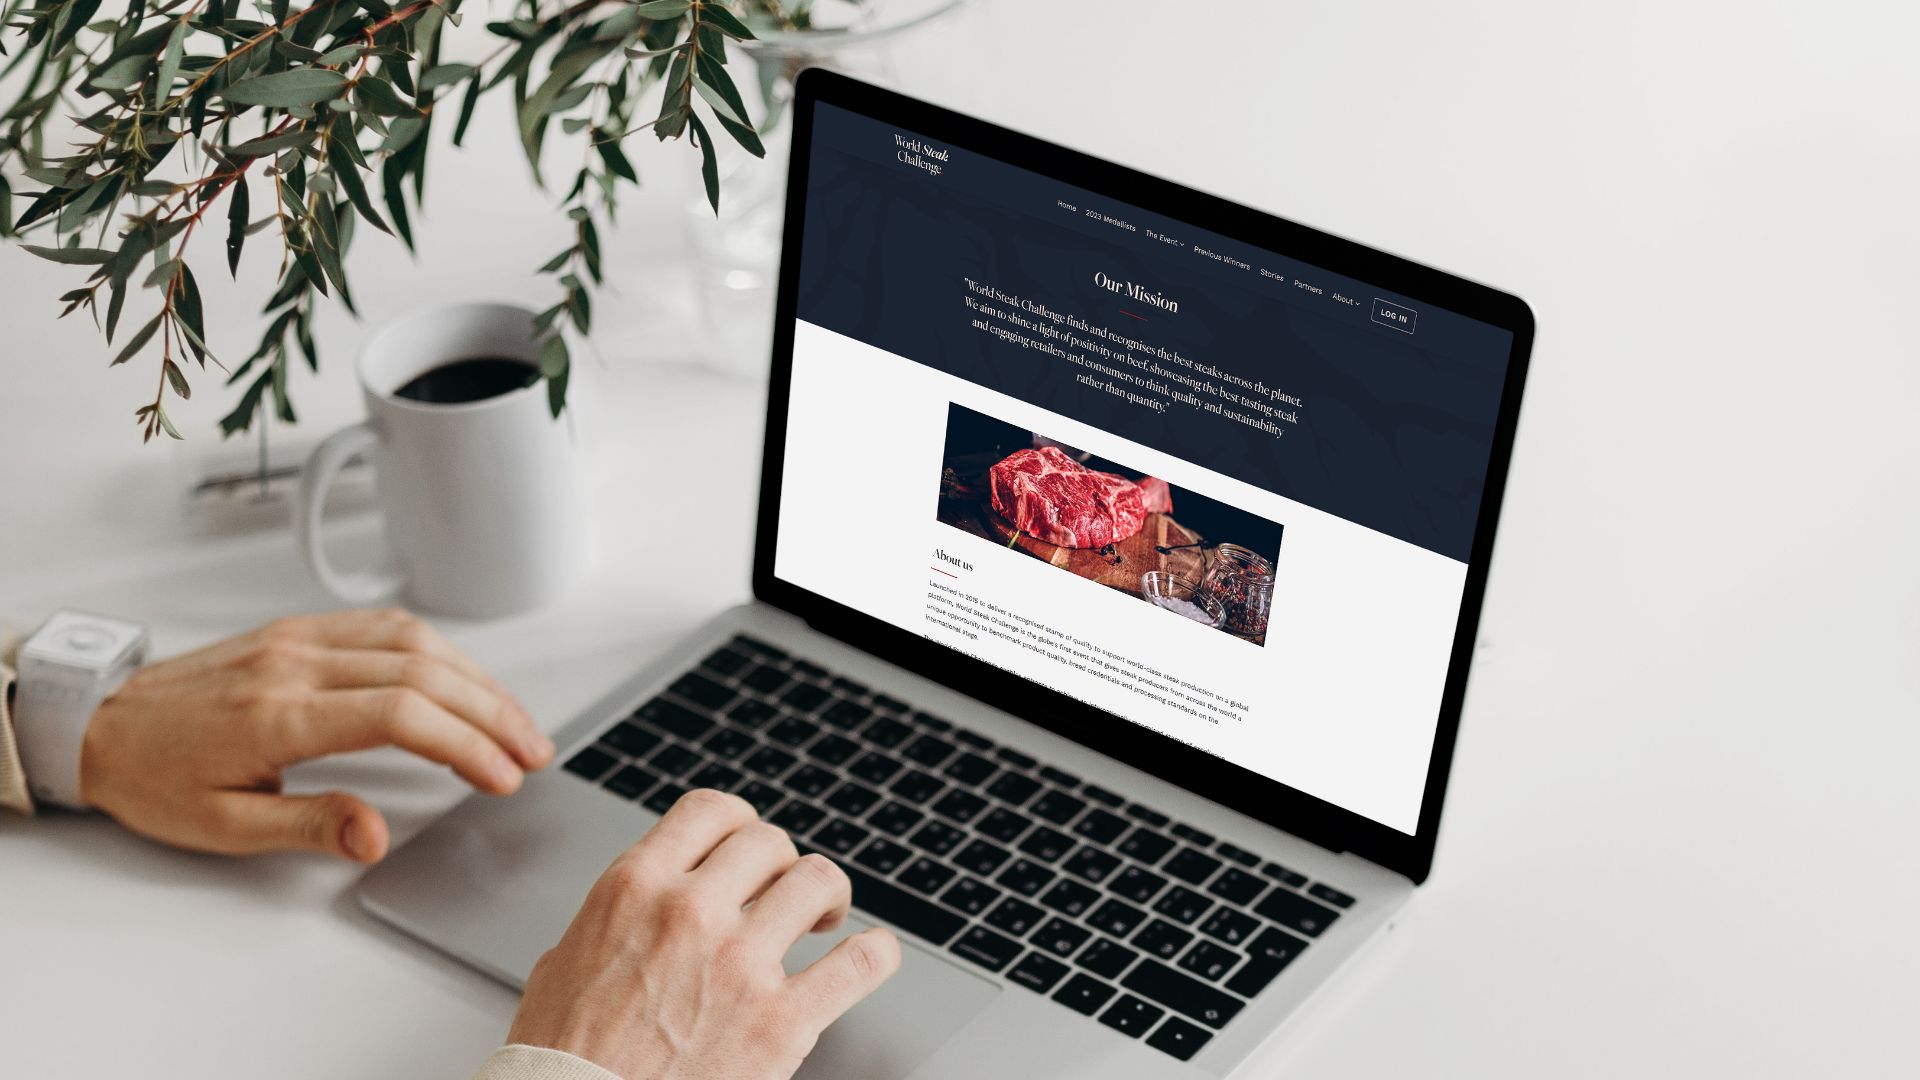 World Steak
Challenge.
Home 2023 Medallists The Event Previous Winners Stories Partners About LOG IN
Our Mission
"World Steak Challenge finds and recognises the best steaks across the planet.
We aim to shine a light of positivity on beef, showcasing the best tasting steak
and engaging retailers and consumers to think quality and sustainability
rather than quantity."
About us
Launched in 2015 to deliver a recognised stamp of quality to support world-class steak production on a global
platform, World Steak Challenge is the globe's first event that gives steak producers from across the world a
unique opportunity to benchmark product quality, breed credentials and processing standards on the
international stage.